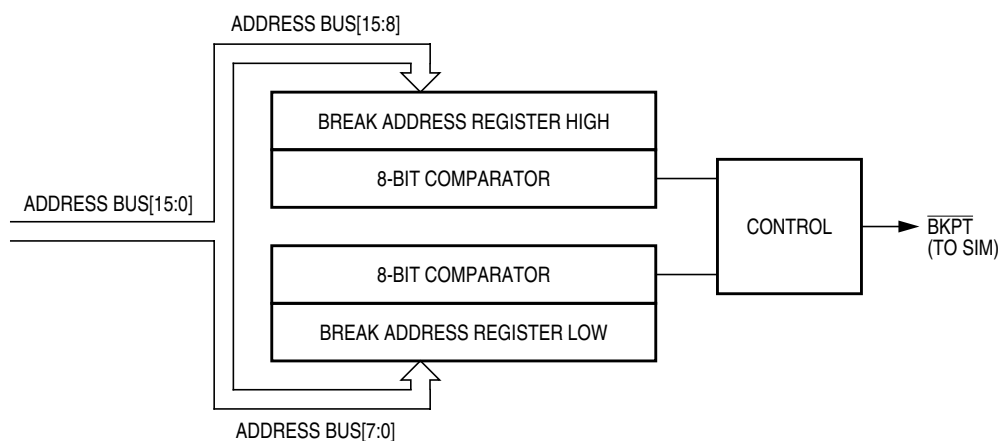 ADDRESS BUS[15:8]
BREAK ADDRESS REGISTER HIGH
8-BIT COMPARATOR
ADDRESS BUS[15:0]
CONTROL
BKPT
(TO SIM)
8-BIT COMPARATOR
BREAK ADDRESS REGISTER LOW
ADDRESS BUS[7:0]